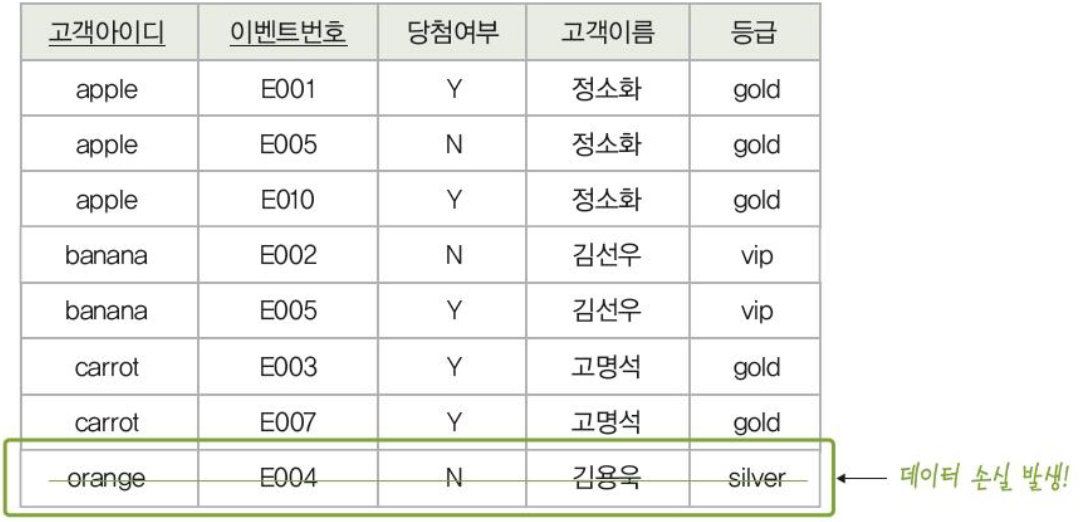 고객아이디 이벤트번호 당첨여부 고객이름 등급
apple E001 Y 정소화 gold
apple E005 N 정소화 gold
apple E010 Y 정소화 gold
banana E002 N 김선우 vip
banana E005 Y 김선우 vip
carrot E003 Y 고명석 gold
carrot E007 Y 고명석 gold
orange E004 N 김용욱 silver
데이터 손실 발생!